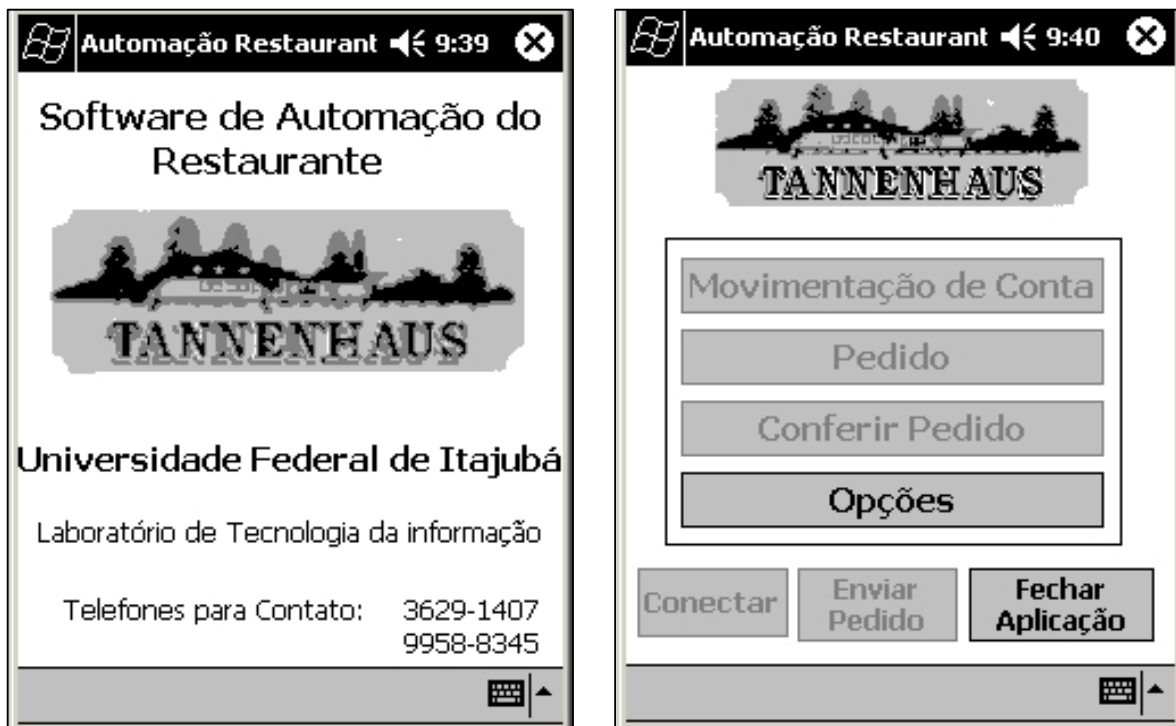 Automação Restaurant 9:39
Software de Automação do
Restaurante
TANNENHAUS
Universidade Federal de Itajubá
Laboratório de Tecnologia da informação
Telefones para Contato: 3629-1407
9958-8345
Automação Restaurant 9:40
TANNENHAUS
Movimentação de Conta
Pedido
Conferir Pedido
Opções
Conectar
Enviar
Pedido
Fechar
Aplicação